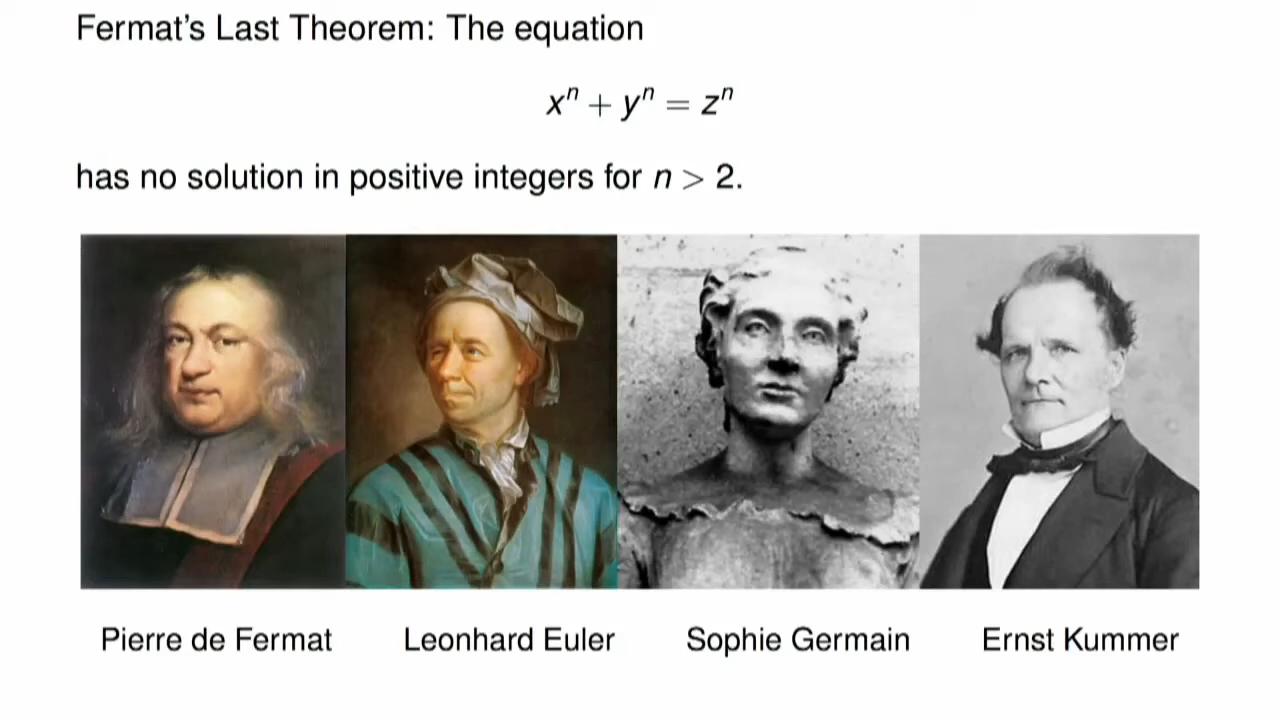 Fermat's Last Theorem: The equation
xⁿ + yⁿ = zⁿ
has no solution in positive integers for n > 2.
Pierre de Fermat
Leonhard Euler
Sophie Germain
Ernst Kummer